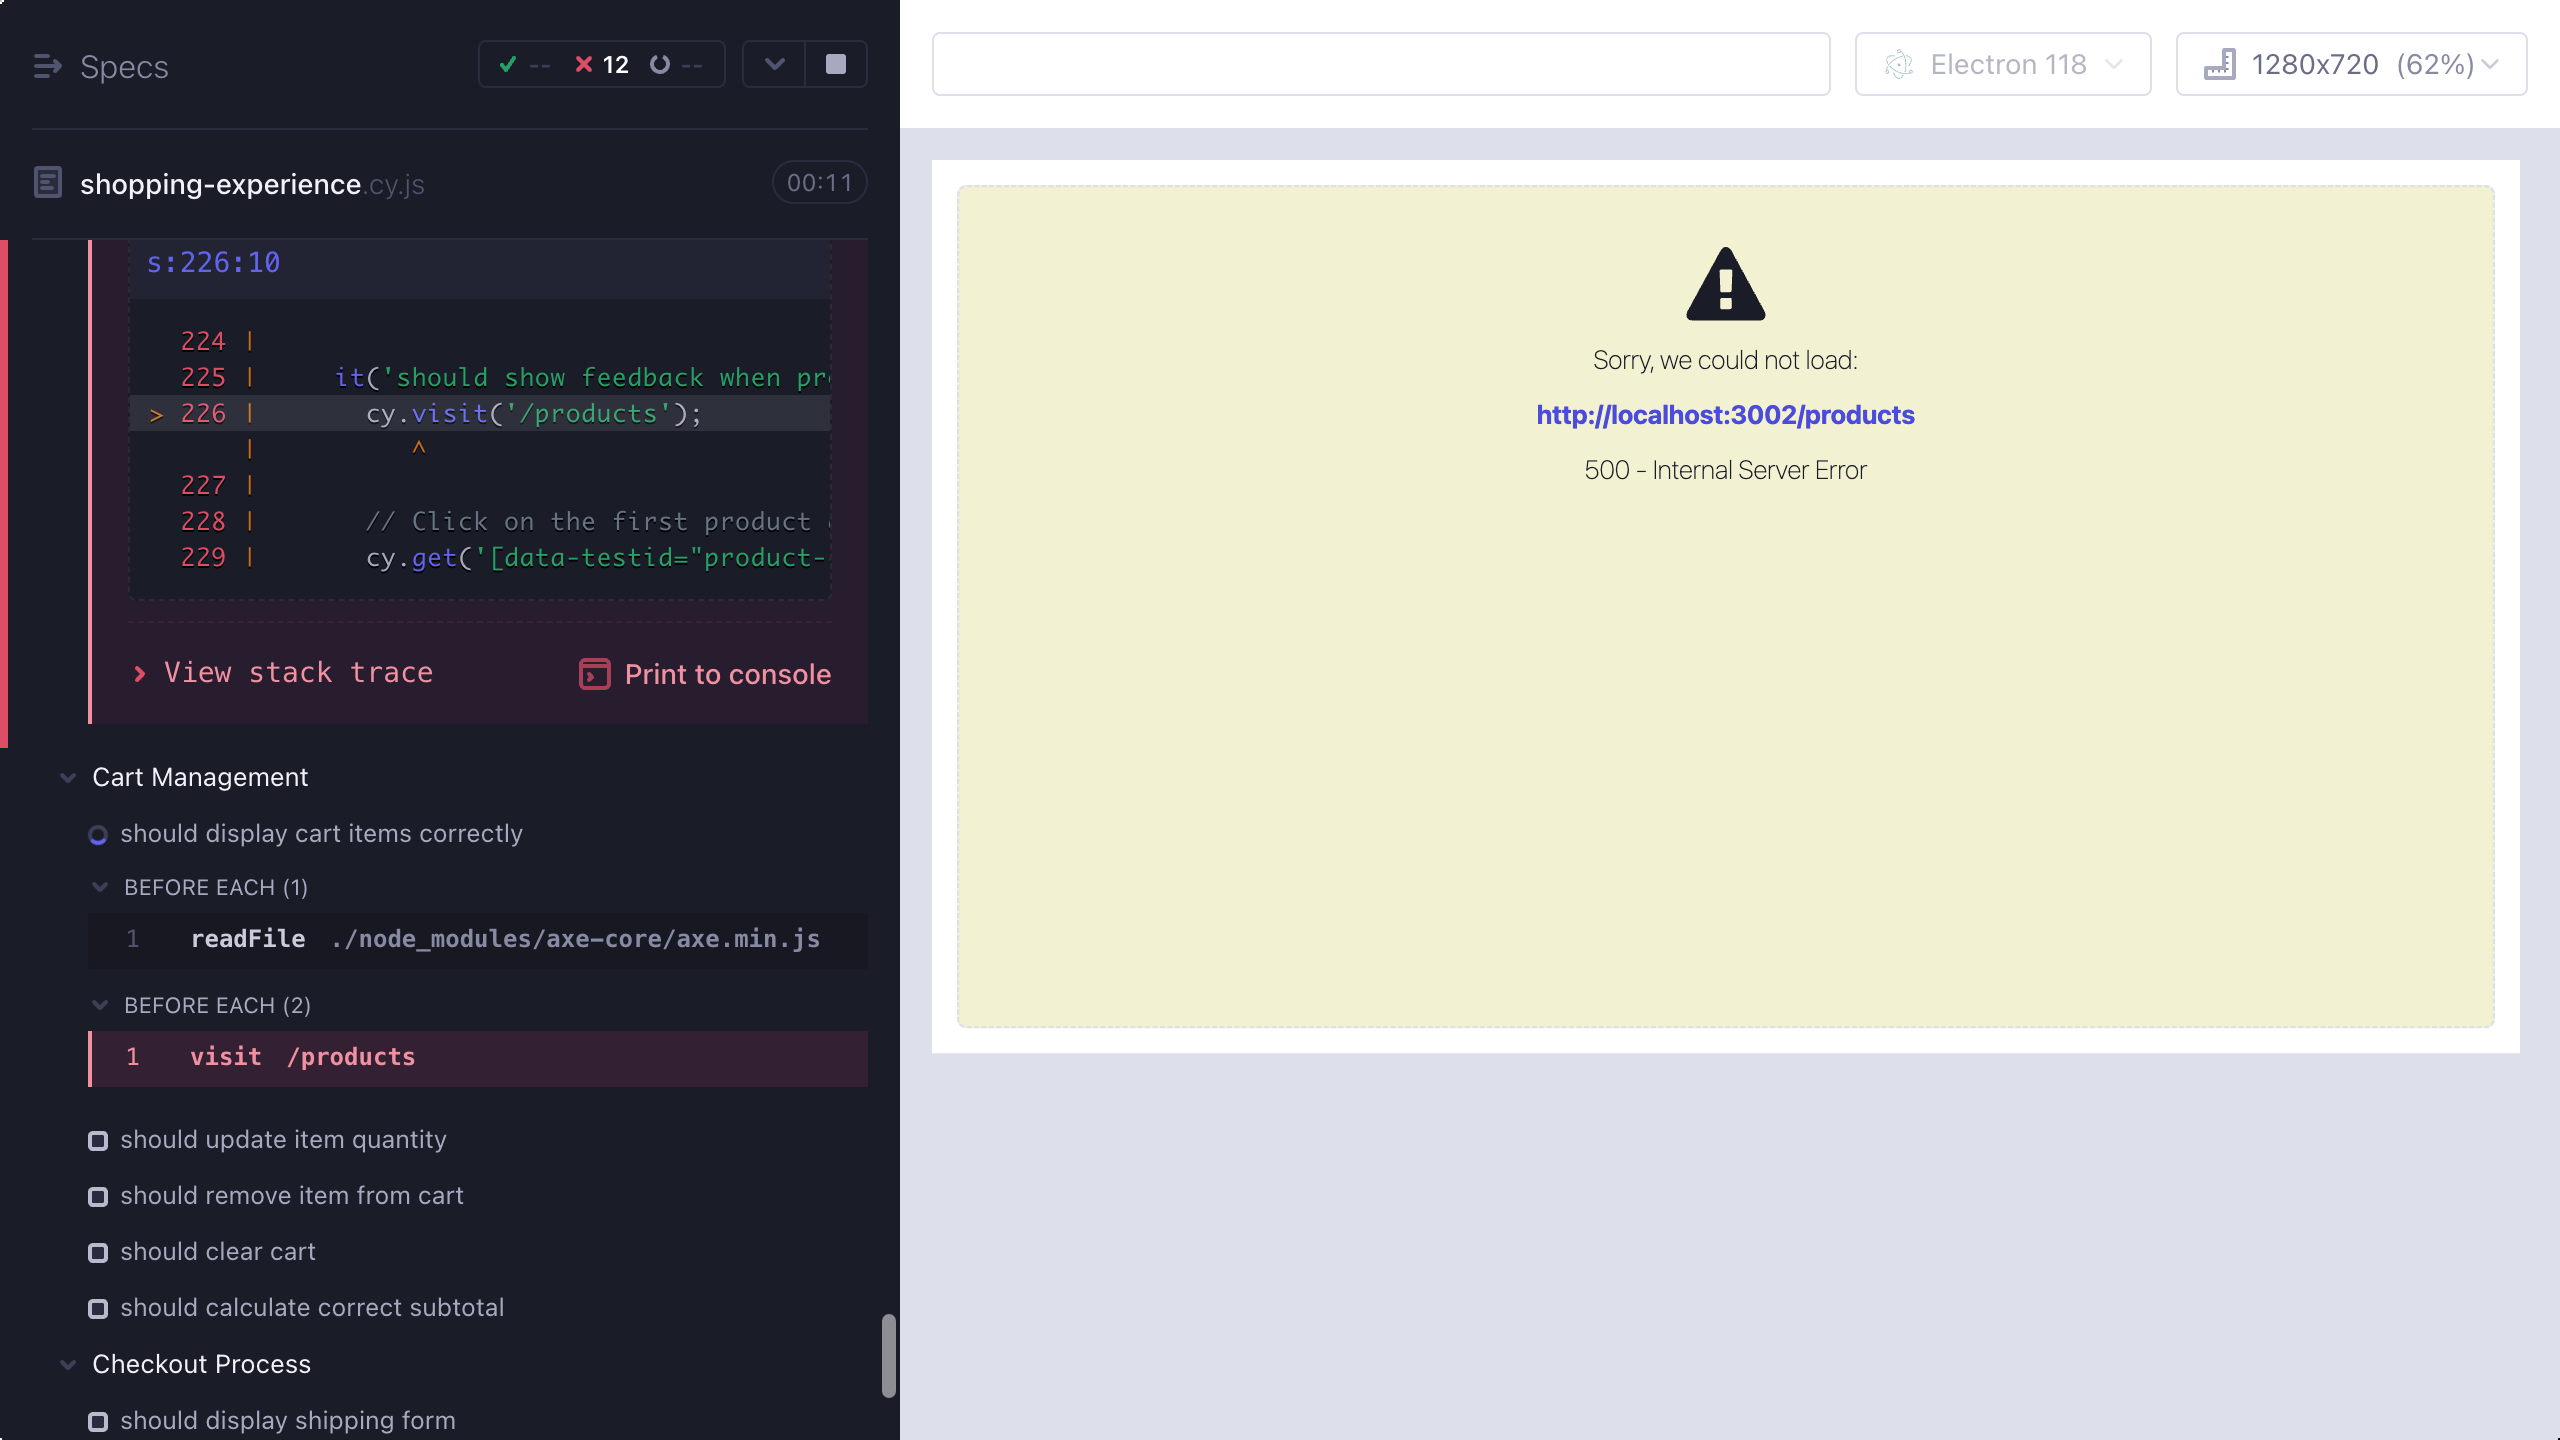 Specs
-- 12 --
shopping-experience.cy.js 00:11
s:226:10
224 |
225 | it('should show feedback when pr
> 226 | cy.visit('/products');
| ^
227 |
228 | // Click on the first product
229 | cy.get('[data-testid="product-
View stack trace Print to console
Cart Management
should display cart items correctly
BEFORE EACH (1)
1 readFile ./node_modules/axe-core/axe.min.js
BEFORE EACH (2)
1 visit /products
should update item quantity
should remove item from cart
should clear cart
should calculate correct subtotal
Checkout Process
should display shipping form
Electron 118
1280x720 (62%)
Sorry, we could not load:
http://localhost:3002/products
500 - Internal Server Error